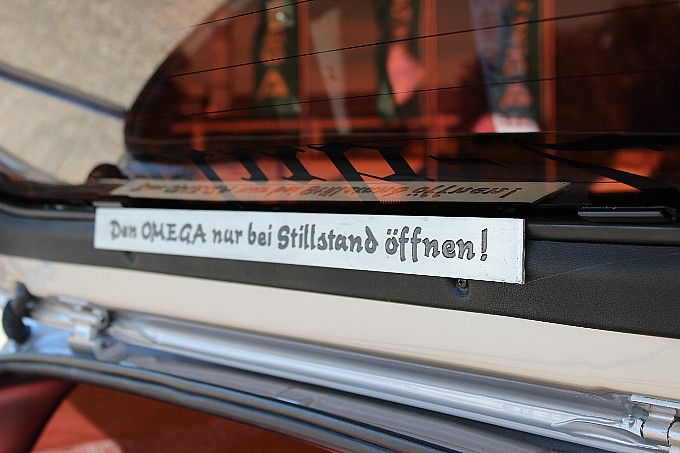 Den OMEGA nur bei Stillstand öffnen!